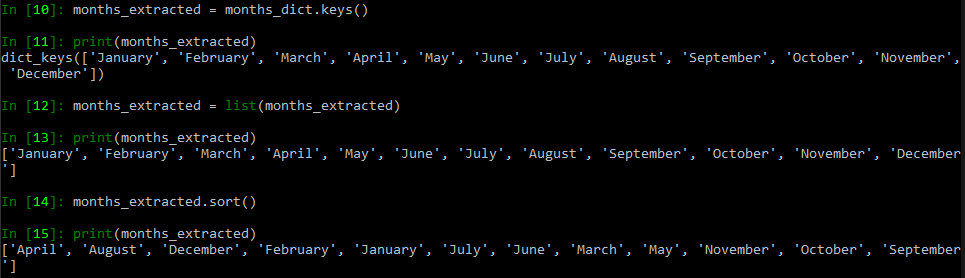 In [10]: months_extracted = months_dict.keys()
In [11]: print(months_extracted)
dict_keys(['January', 'February', 'March', 'April', 'May', 'June', 'July', 'August', 'September', 'October', 'November',
 'December'])
In [12]: months_extracted = list(months_extracted)
In [13]: print(months_extracted)
['January', 'February', 'March', 'April', 'May', 'June', 'July', 'August', 'September', 'October', 'November', 'December
']
In [14]: months_extracted.sort()
In [15]: print(months_extracted)
['April', 'August', 'December', 'February', 'January', 'July', 'June', 'March', 'May', 'November', 'October', 'September
']